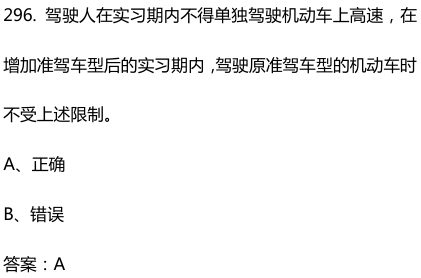 296. 驾驶人在实习期内不得单独驾驶机动车上高速，在
增加准驾车型后的实习期内，驾驶原准驾车型的机动车时
不受上述限制。
A、正确
B、错误
答案：A